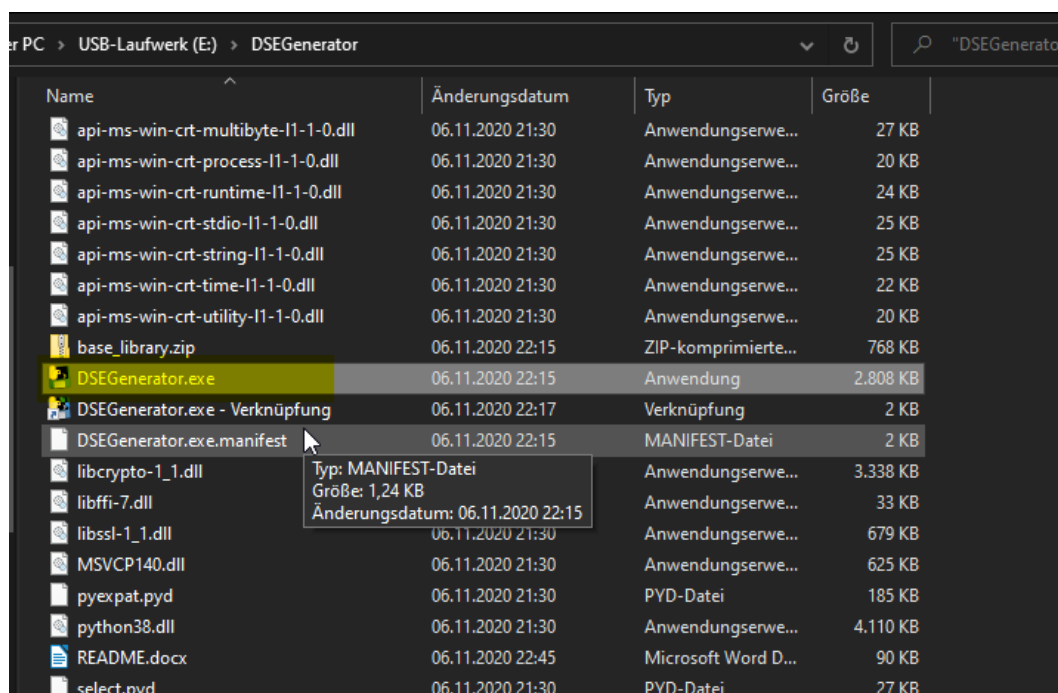 er PC > USB-Laufwerk (E:) > DSEGenerator "DSEGenerato
Name Änderungsdatum Typ Größe
api-ms-win-crt-multibyte-l1-1-0.dll 06.11.2020 21:30 Anwendungserwe... 27 KB
api-ms-win-crt-process-l1-1-0.dll 06.11.2020 21:30 Anwendungserwe... 20 KB
api-ms-win-crt-runtime-l1-1-0.dll 06.11.2020 21:30 Anwendungserwe... 24 KB
api-ms-win-crt-stdio-l1-1-0.dll 06.11.2020 21:30 Anwendungserwe... 25 KB
api-ms-win-crt-string-l1-1-0.dll 06.11.2020 21:30 Anwendungserwe... 25 KB
api-ms-win-crt-time-l1-1-0.dll 06.11.2020 21:30 Anwendungserwe... 22 KB
api-ms-win-crt-utility-l1-1-0.dll 06.11.2020 21:30 Anwendungserwe... 20 KB
base_library.zip 06.11.2020 22:15 ZIP-komprimierte... 768 KB
DSEGenerator.exe 06.11.2020 22:15 Anwendung 2.808 KB
DSEGenerator.exe - Verknüpfung 06.11.2020 22:17 Verknüpfung 2 KB
DSEGenerator.exe.manifest 06.11.2020 22:15 MANIFEST-Datei 2 KB
libcrypto-1_1.dll Anwendungserwe... 3.338 KB
Typ: MANIFEST-Datei
Größe: 1,24 KB
Änderungsdatum: 06.11.2020 22:15
libffi-7.dll Anwendungserwe... 33 KB
libssl-1_1.dll 06.11.2020 21:30 Anwendungserwe... 679 KB
MSVCP140.dll 06.11.2020 21:30 Anwendungserwe... 625 KB
pyexpat.pyd 06.11.2020 21:30 PYD-Datei 185 KB
python38.dll 06.11.2020 21:30 Anwendungserwe... 4.110 KB
README.docx 06.11.2020 22:45 Microsoft Word D... 90 KB
select.pyd 06.11.2020 21:30 PYD-Datei 27 KB